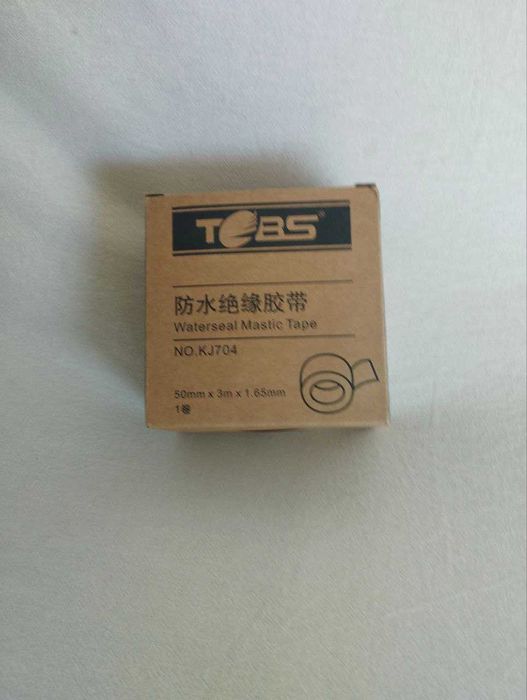 TEBS®
防水绝缘胶带
Waterseal Mastic Tape
NO.KJ704
50mm x 3m x 1.65mm
1卷